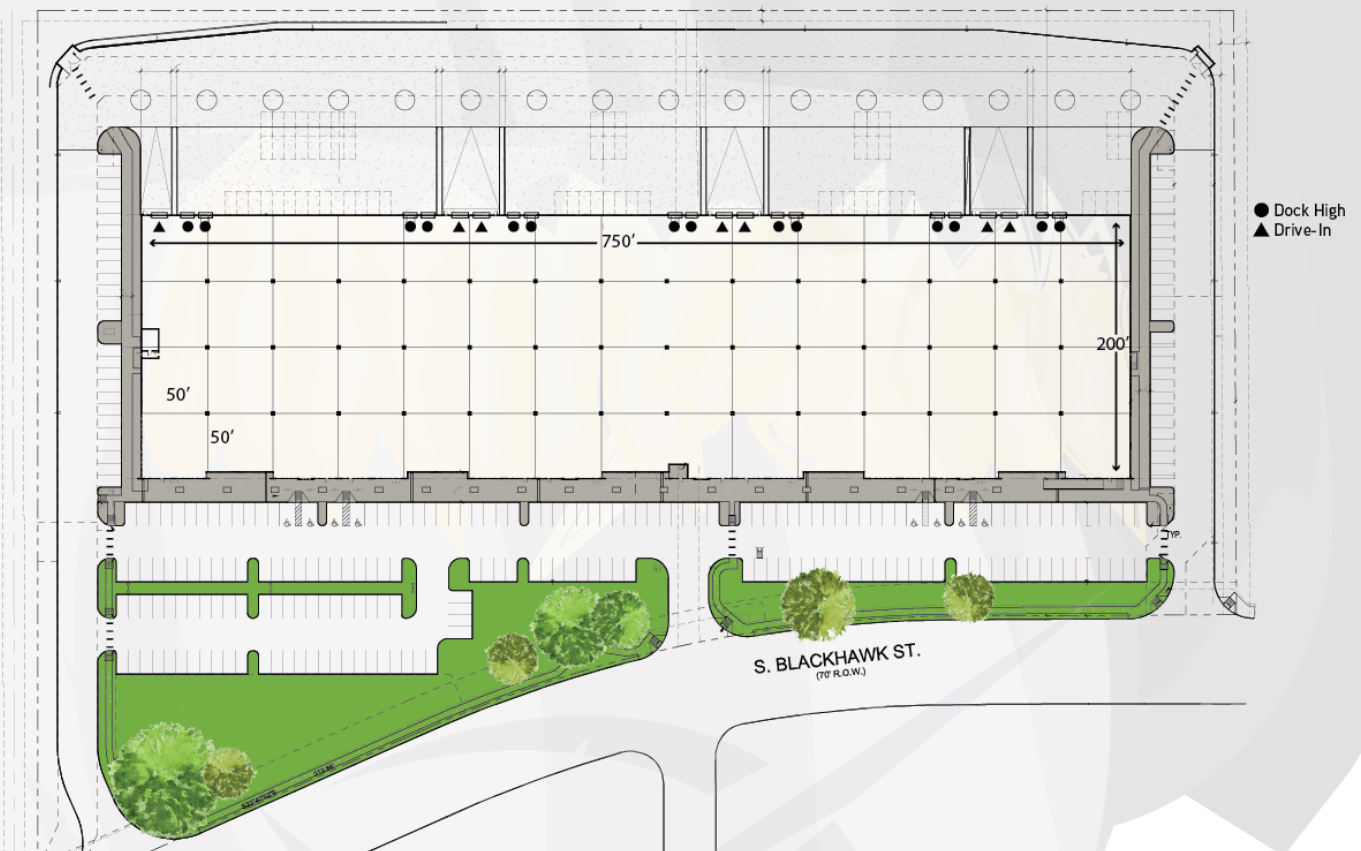 Dock High
Drive-In
750'
200'
50'
50'
TYP.
S. BLACKHAWK ST.
(70' R.O.W.)